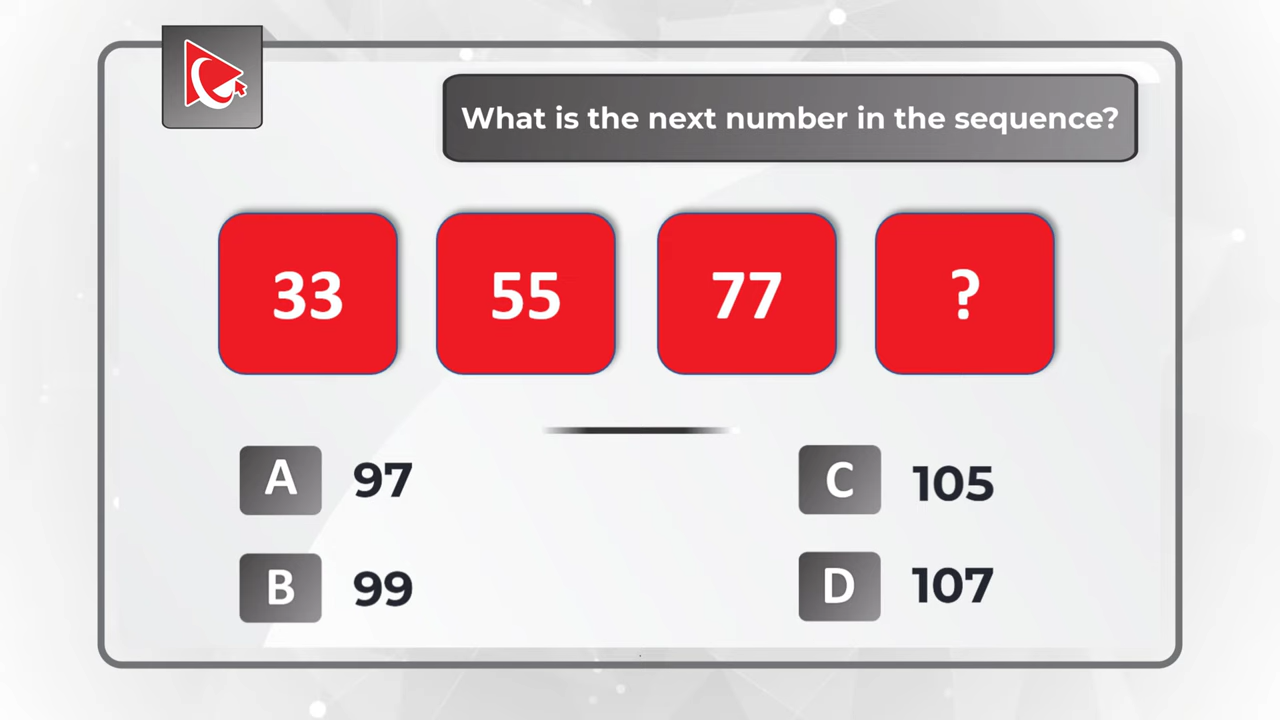 What is the next number in the sequence?
33 55 77 ?
A 97
C 105
B 99
D 107